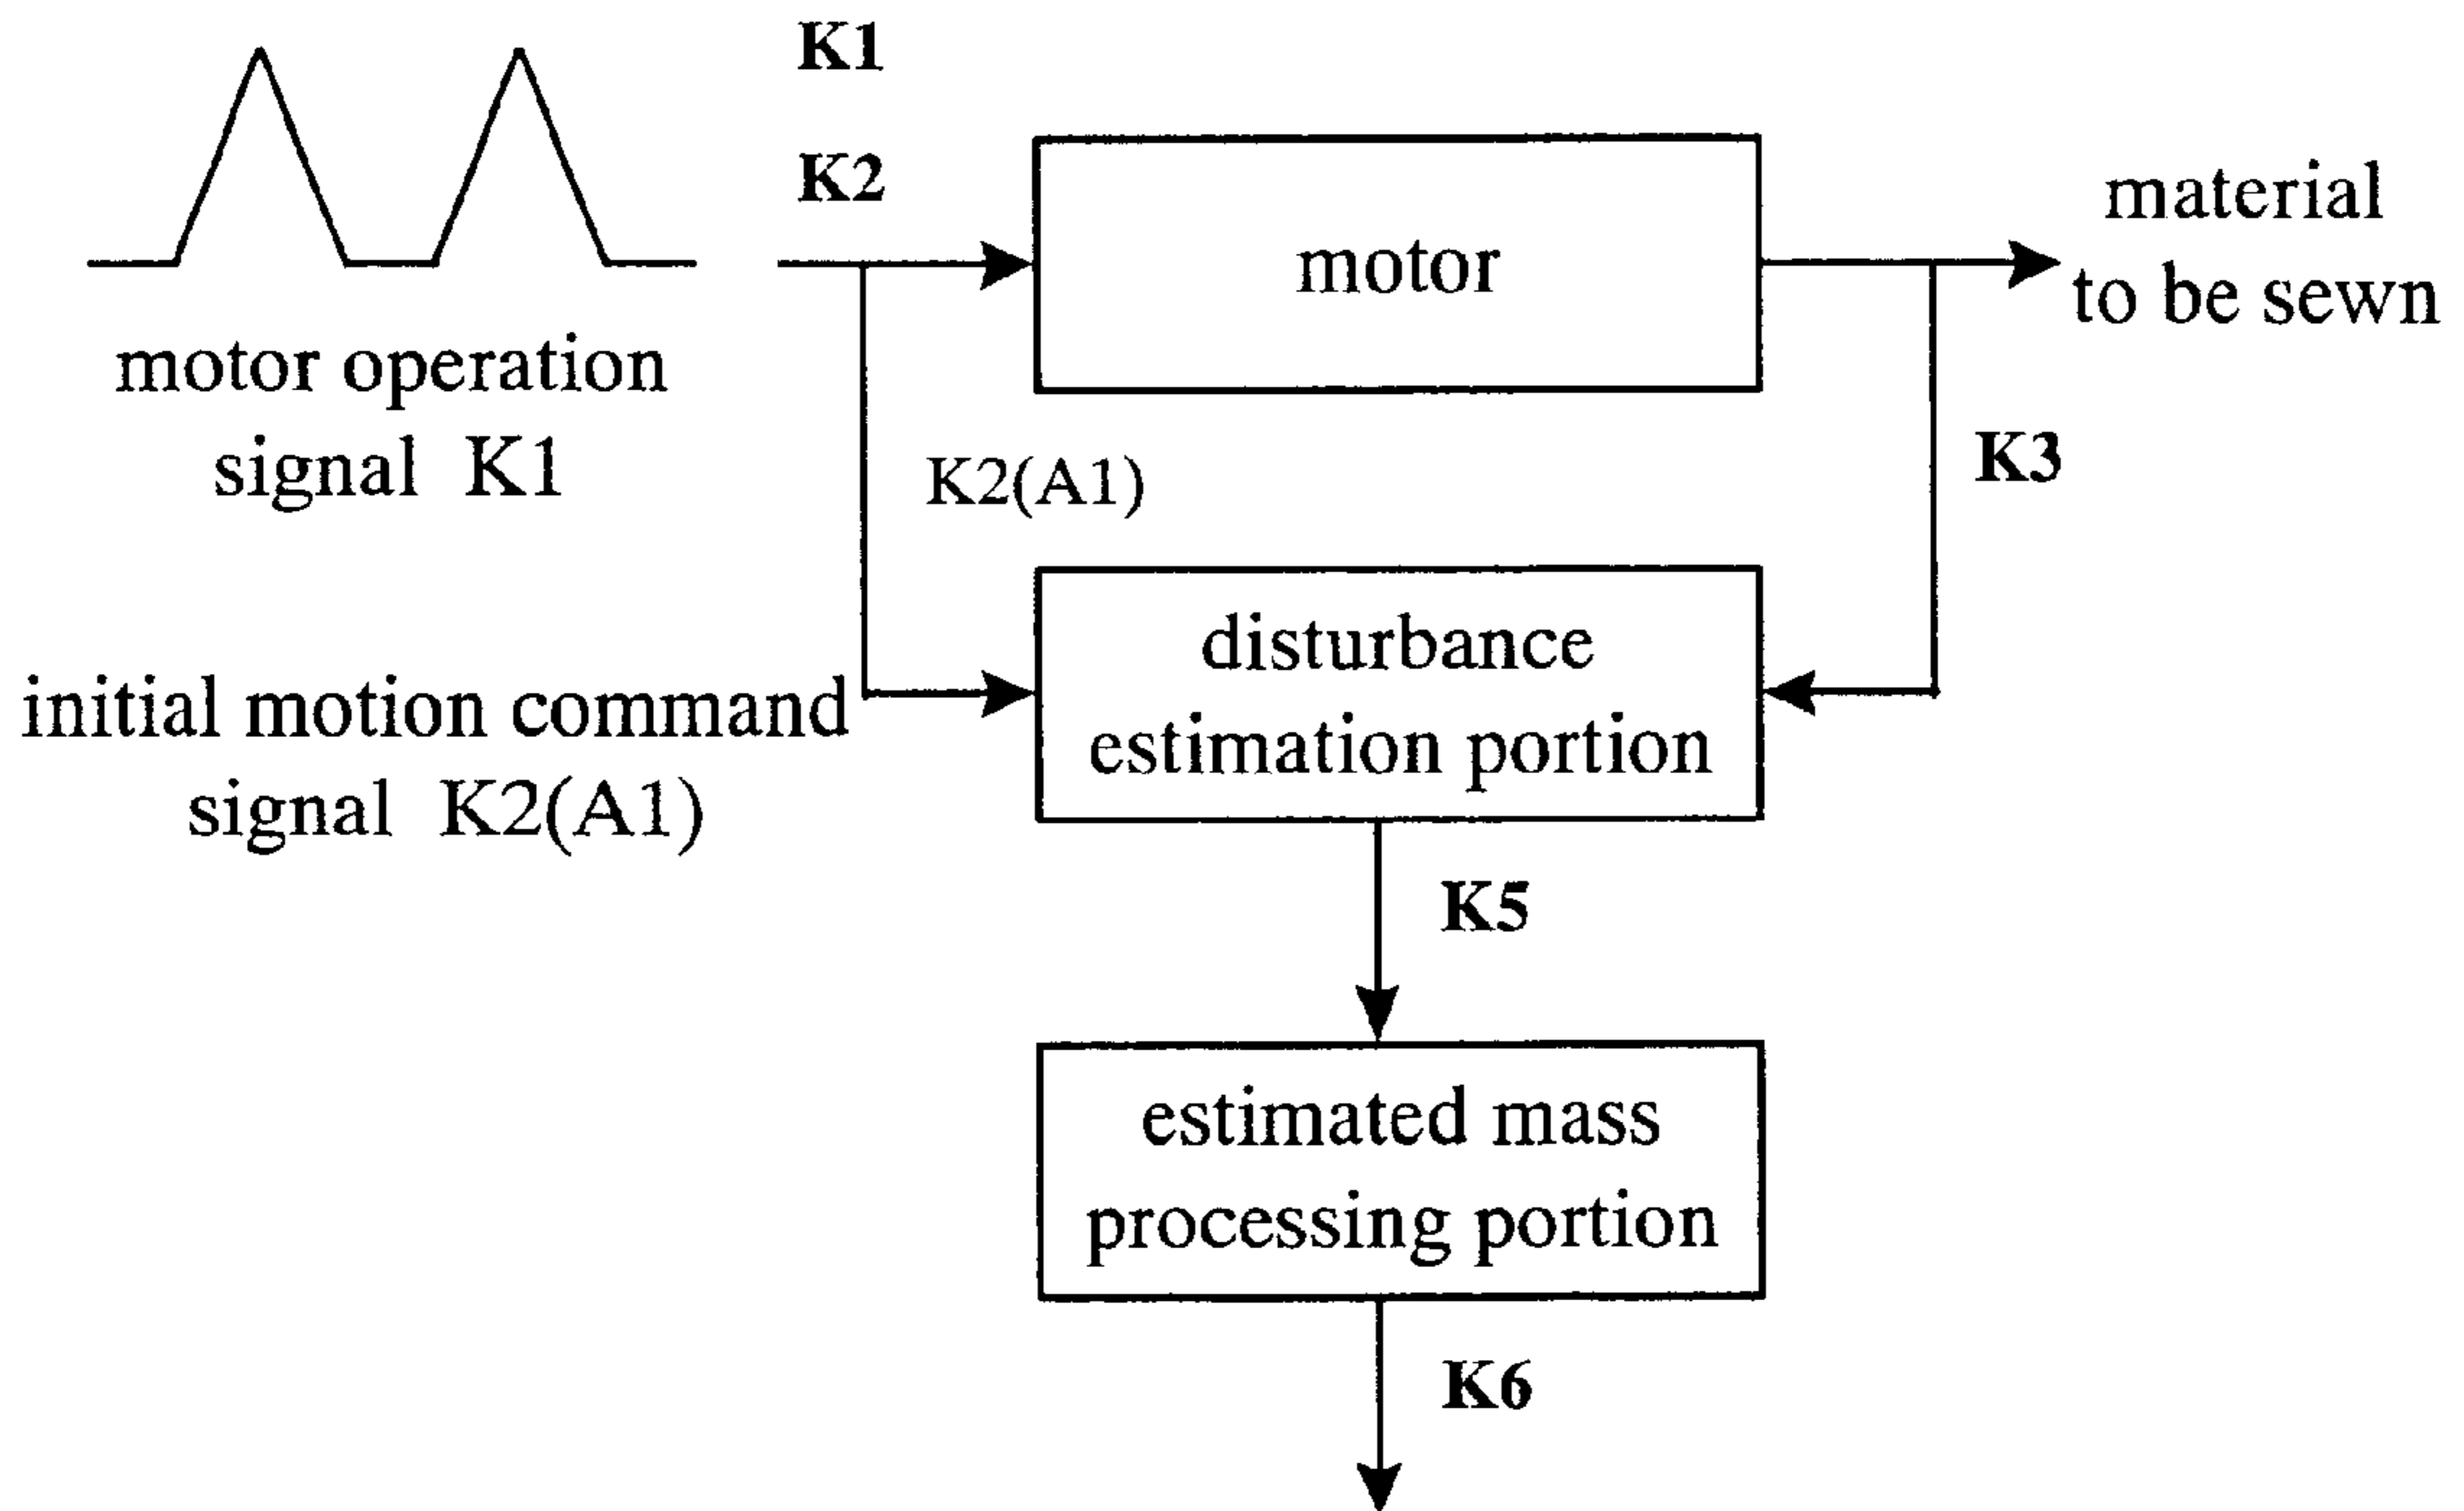 K1
K2
motor
material
to be sewn
motor operation
signal K1
K2(A1)
K3
initial motion command
signal K2(A1)
disturbance
estimation portion
K5
estimated mass
processing portion
K6